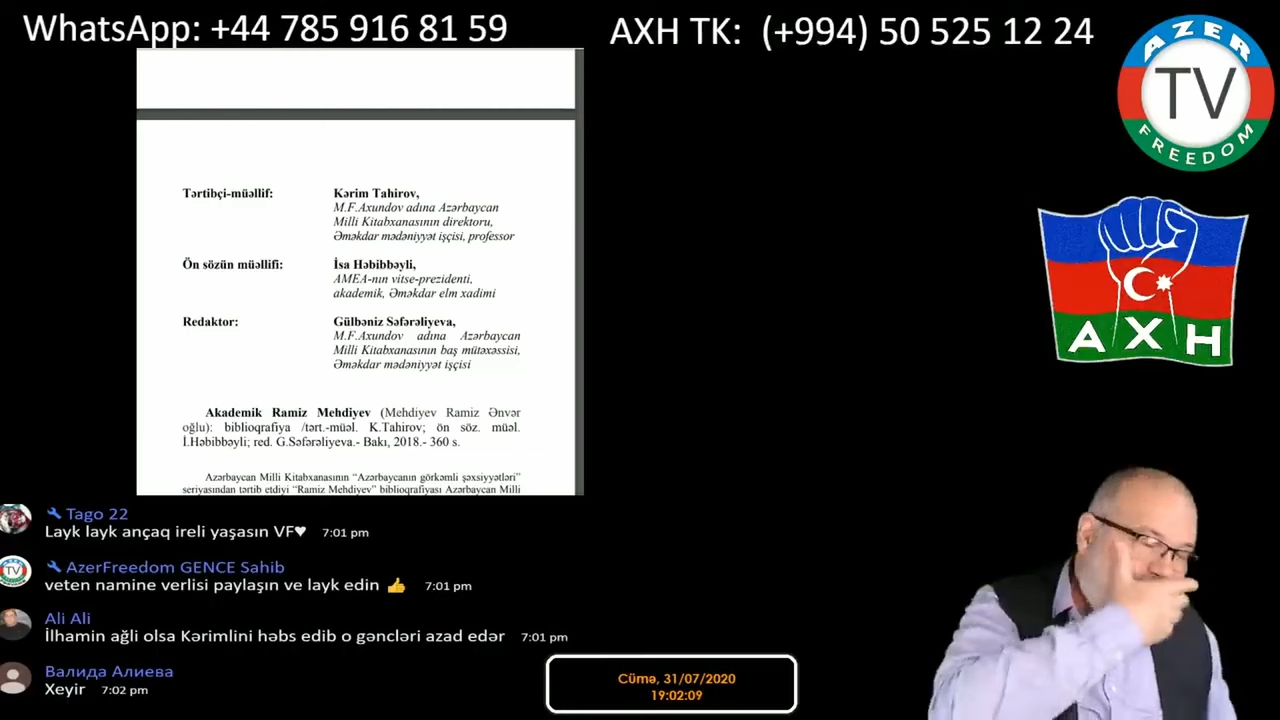 WhatsApp: +44 785 916 81 59
AXH TK: (+994) 50 525 12 24
AZER
TV
FREEDOM
AXH
Tərtibçi-müəllif:
Kərim Tahirov,
M.F.Axundov adına Azərbaycan
Milli Kitabxanasının direktoru,
Əməkdar mədəniyyət işçisi, professor
Ön sözün müəllifi:
İsa Həbibbəyli,
AMEA-nın vitse-prezidenti,
akademik, Əməkdar elm xadimi
Redaktor:
Gülbəniz Səfərəliyeva,
M.F.Axundov adına Azərbaycan
Milli Kitabxanasının baş mütəxəssisi,
Əməkdar mədəniyyət işçisi
Akademik Ramiz Mehdiyev (Mehdiyev Ramiz Ənvər
oğlu): biblioqrafiya /tərt.-müəl. K.Tahirov; ön söz. müəl.
İ.Həbibbəyli; red. G.Səfərəliyeva.- Bakı, 2018.- 360 s.
Azərbaycan Milli Kitabxanasının “Azərbaycanın görkəmli şəxsiyyətləri”
seriyasından tərtib etdiyi “Ramiz Mehdiyev” biblioqrafiyası Azərbaycan Milli
Tago 22
Layk layk ançaq ireli yaşasın VF♥ 7:01 pm
TV
AzerFreedom GENCE Sahib
veten namine verlisi paylaşın ve layk edin 👍 7:01 pm
Ali Ali
İlhamin ağli olsa Kərimlini həbs edib o gəncləri azad edər 7:01 pm
Валида Алиева
Xeyir 7:02 pm
Cümə, 31/07/2020
19:02:09